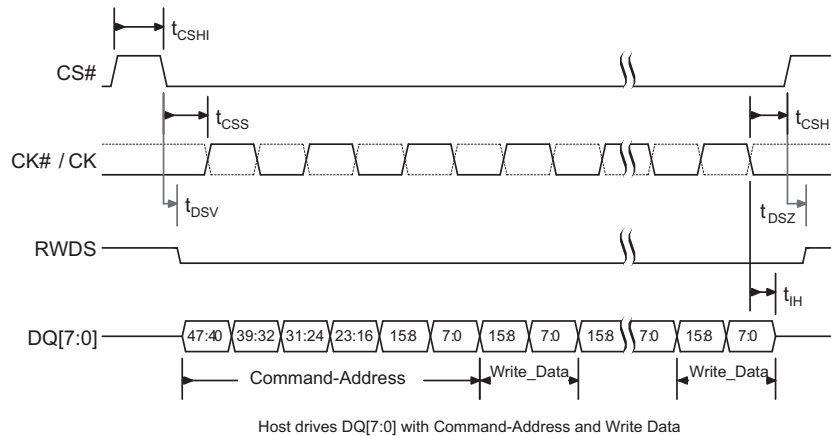 tCSHI
CS#
tCSS
tCSH
CK# / CK
tDSV
tDSZ
RWDS
tIH
DQ[7:0]
47:40 39:32 31:24 23:16 15:8 7:0 15:8 7:0 15:8 7:0 15:8 7:0
Command-Address Write_Data Write_Data
Host drives DQ[7:0] with Command-Address and Write Data